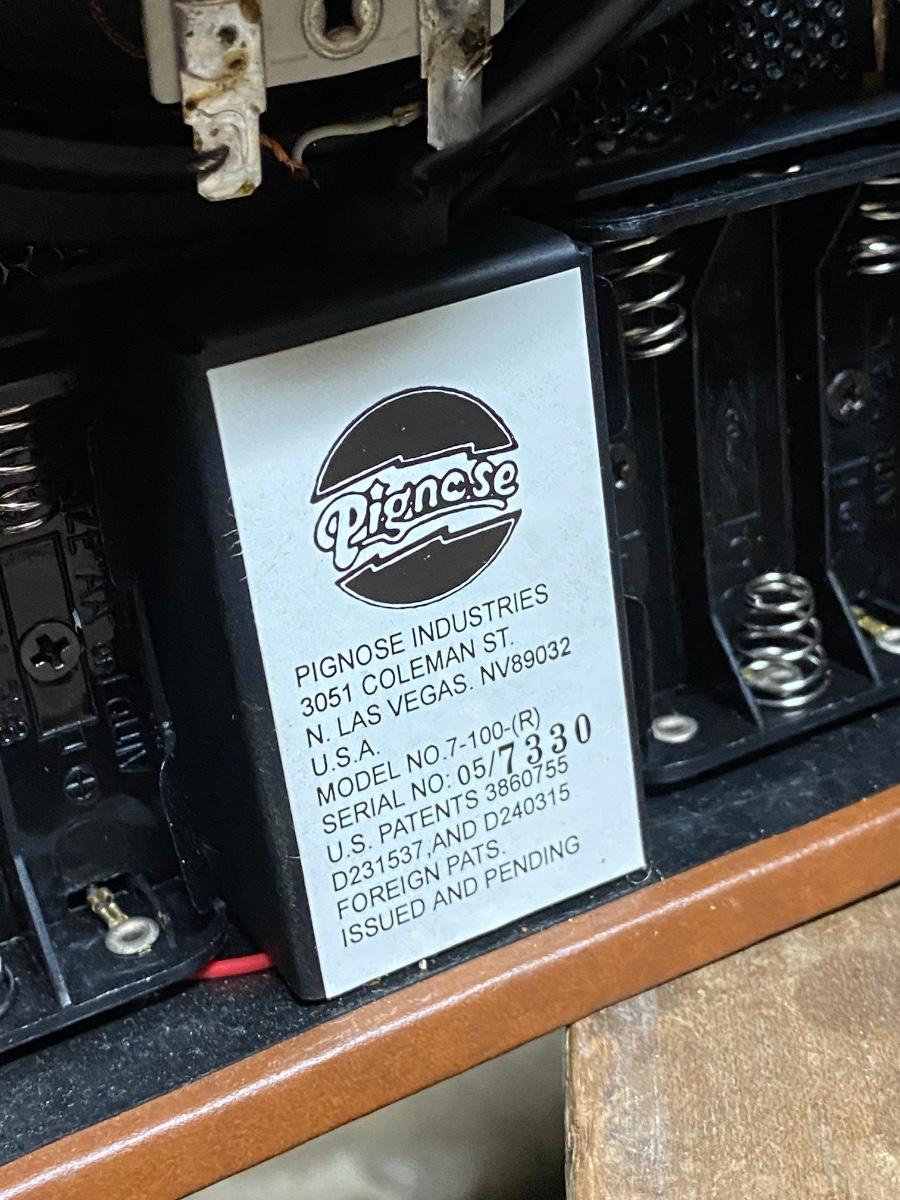 Pignose
PIGNOSE INDUSTRIES
3051 COLEMAN ST.
N. LAS VEGAS. NV89032
U.S.A.
MODEL NO.7-100-(R)
SERIAL NO: 05/7330
U.S. PATENTS 3860755
D231537,AND D240315
FOREIGN PATS.
ISSUED AND PENDING